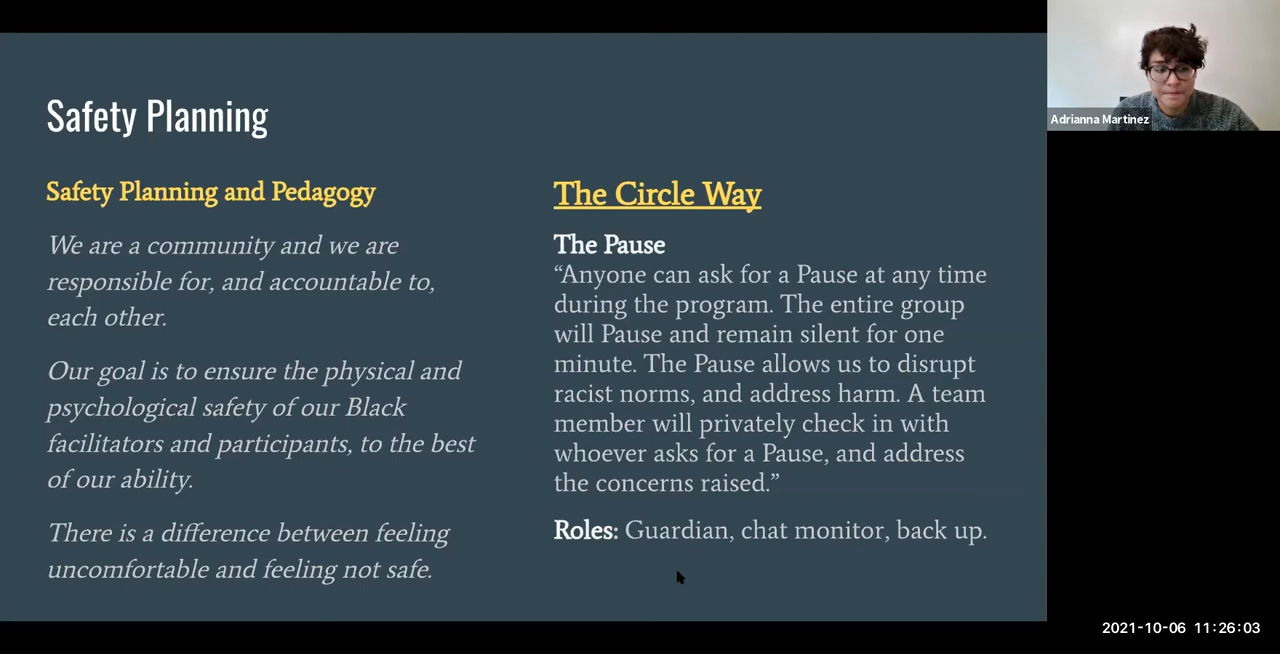 Safety Planning
Safety Planning and Pedagogy
We are a community and we are
responsible for, and accountable to,
each other.
Our goal is to ensure the physical and
psychological safety of our Black
facilitators and participants, to the best
of our ability.
There is a difference between feeling
uncomfortable and feeling not safe.
The Circle Way
The Pause
“Anyone can ask for a Pause at any time
during the program. The entire group
will Pause and remain silent for one
minute. The Pause allows us to disrupt
racist norms, and address harm. A team
member will privately check in with
whoever asks for a Pause, and address
the concerns raised.”
Roles: Guardian, chat monitor, back up.
Adrianna Martinez
2021-10-06 11:26:03